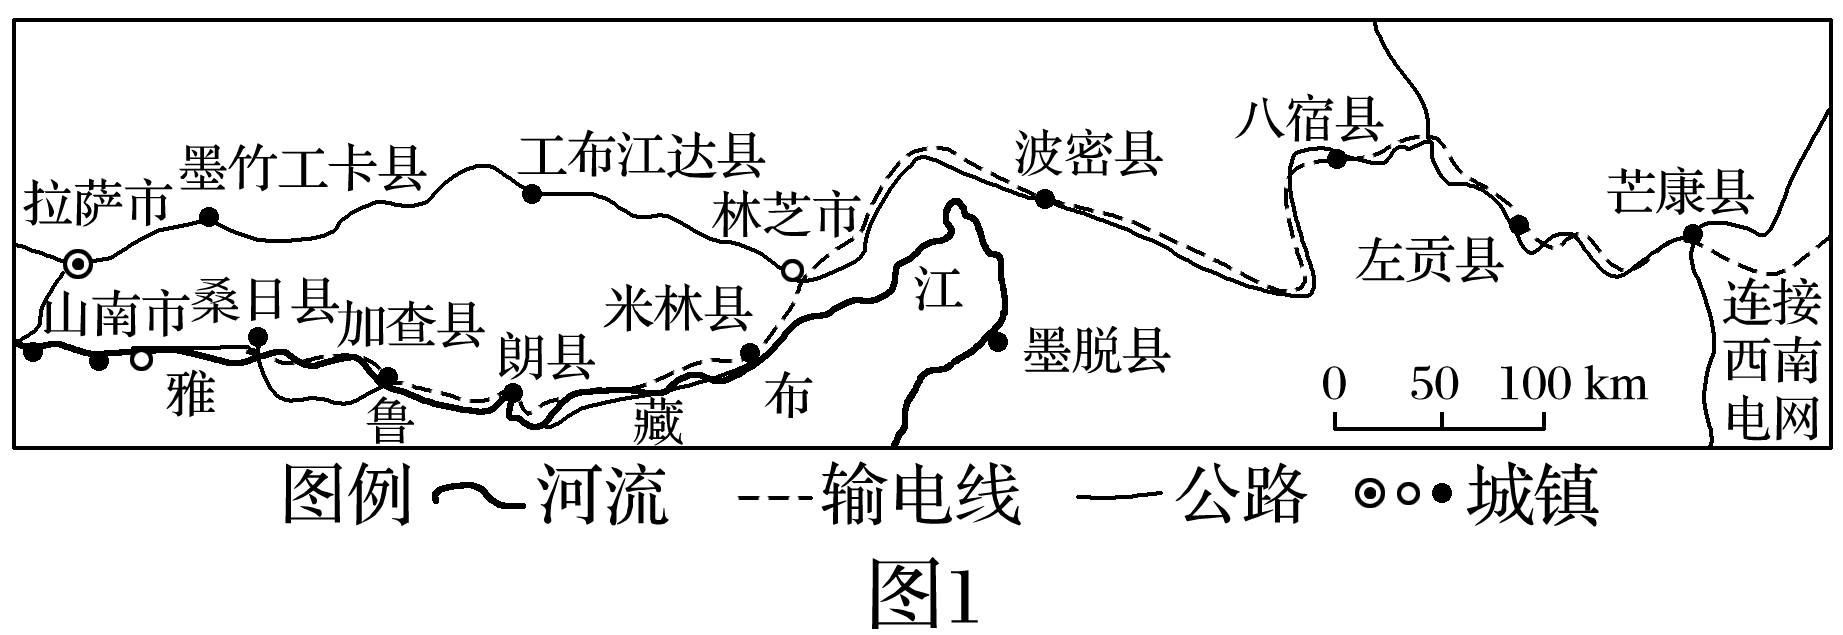 拉萨市
墨竹工卡县
工布江达县
林芝市
波密县
八宿县
左贡县
芒康县
山南市
桑日县
加查县
朗县
米林县
墨脱县
雅
鲁
藏
布
江
连接
西南
电网
0 50 100 km
图例 河流 输电线 公路 城镇
图1